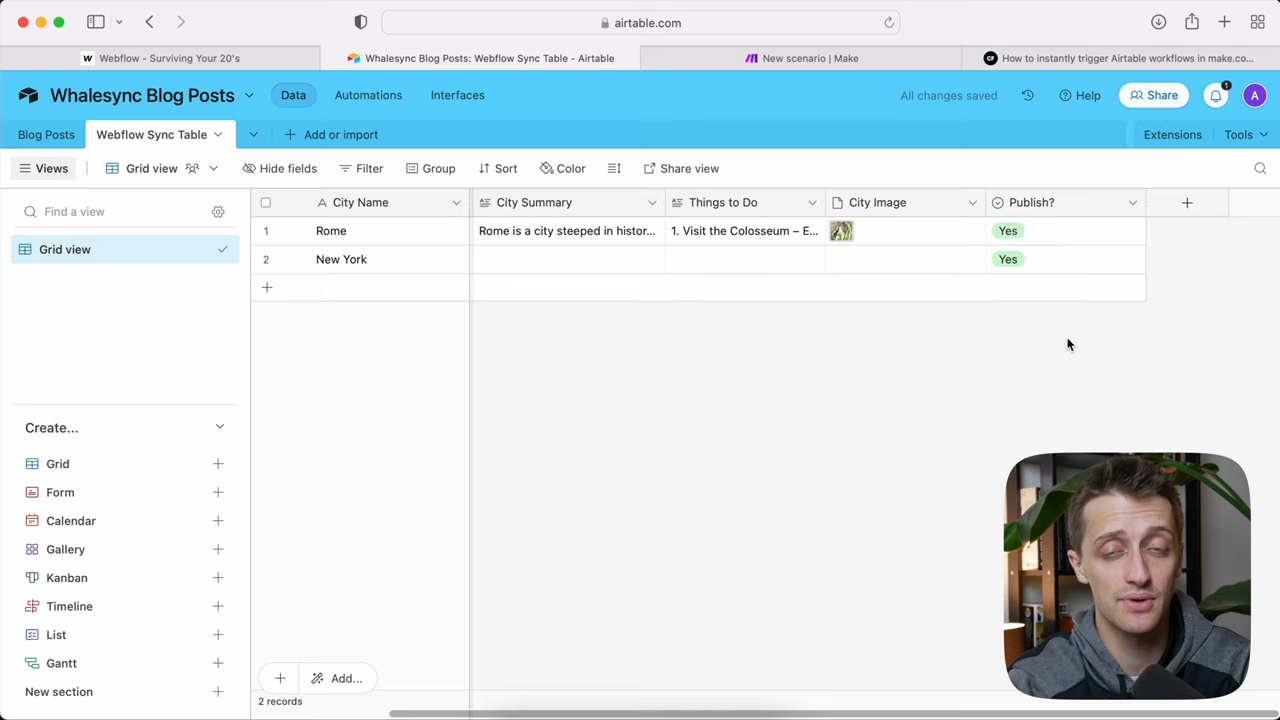 airtable.com
Webflow - Surviving Your 20's
Whalesync Blog Posts: Webflow Sync Table - Airtable
New scenario | Make
CF
How to instantly trigger Airtable workflows in make.co...
Whalesync Blog Posts
Data
Automations
Interfaces
All changes saved
Help
Share
1
A
Blog Posts
Webflow Sync Table
Add or import
Extensions
Tools
Views
Grid view
Hide fields
Filter
Group
Sort
Color
Share view
Find a view
Grid view
City Name
City Summary
Things to Do
City Image
Publish?
1
Rome
Rome is a city steeped in histor...
1. Visit the Colosseum – E...
Yes
2
New York
Yes
Create...
Grid
Form
Calendar
Gallery
Kanban
Timeline
List
Gantt
New section
Add...
2 records